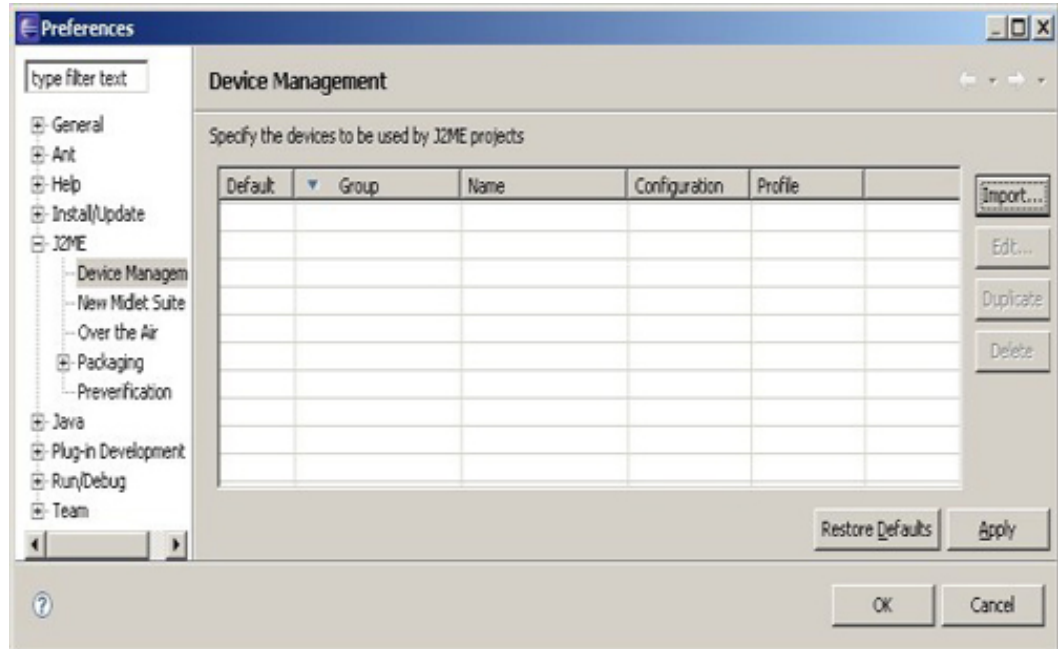 Preferences
type filter text
Device Management
General
Ant
Help
Install/Update
J2ME
Device Managem
New Midlet Suite
Over the Air
Packaging
Preverification
Java
Plug-in Development
Run/Debug
Team
Specify the devices to be used by J2ME projects
Default Group Name Configuration Profile
Import...
Edit...
Duplicate
Delete
Restore Defaults Apply
OK Cancel